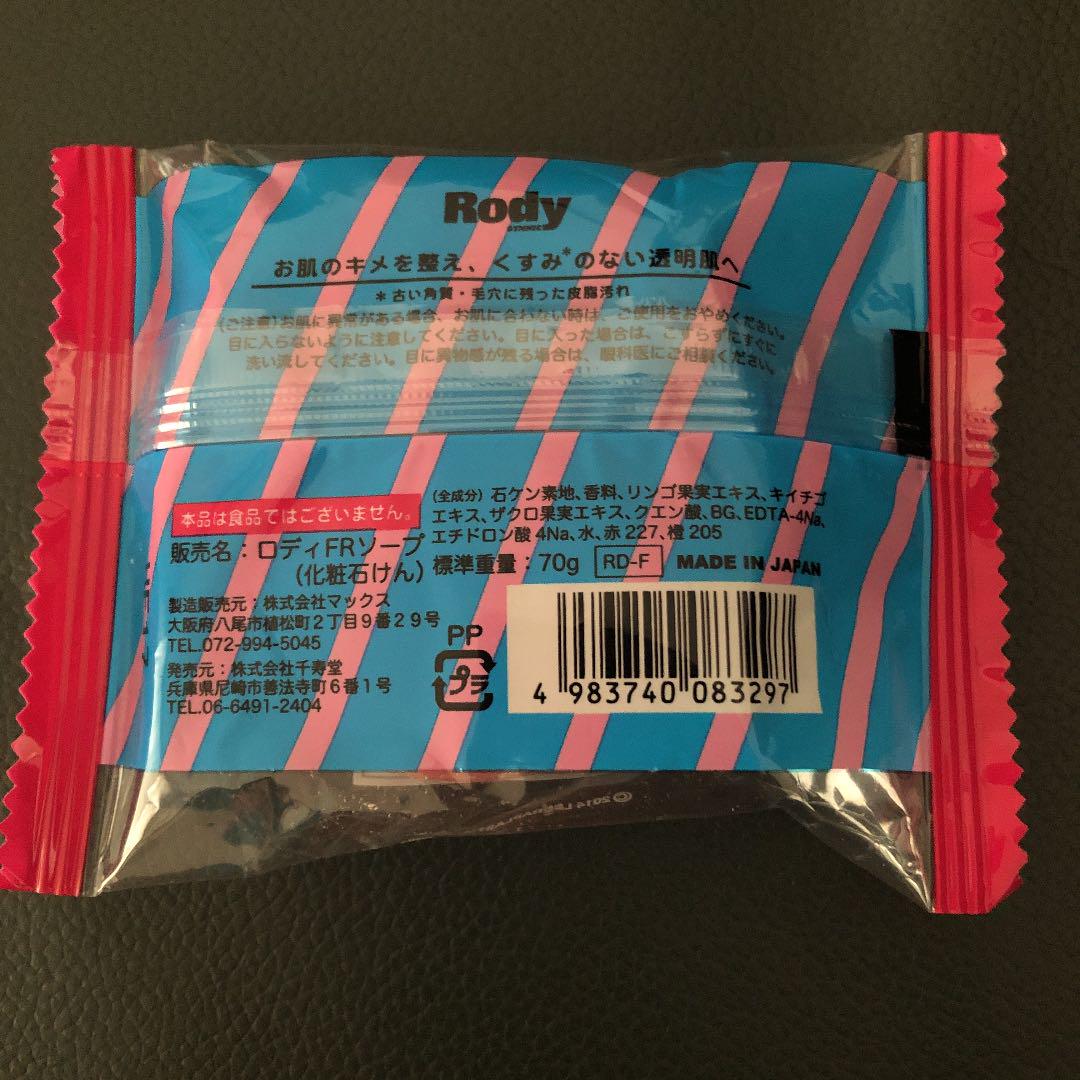 Rody
お肌のキメを整え、くすみ*のない透明肌へ
*古い角質・毛穴に残った皮脂汚れ
(ご注意)お肌に異常がある場合、お肌に合わない時は、ご使用をおやめください。
目に入らないように注意してください。目に入った場合は、こすらずにすぐに
洗い流してください。目に異物感が残る場合は、眼科医にご相談ください。
本品は食品ではございません。
販売名:ロディFRソープ
(化粧石けん)
製造販売元:株式会社マックス
大阪府八尾市植松町2丁目9番29号
TEL.072-994-5045
発売元:株式会社千寿堂
兵庫県尼崎市善法寺町6番1号
TEL.06-6491-2404
(全成分)石ケン素地、香料、リンゴ果実エキス、キイチゴ
エキス、ザクロ果実エキス、クエン酸、BG、EDTA-4Na、
エチドロン酸4Na、水、赤227、橙205
標準重量:70g RD-F MADE IN JAPAN
PP
プラ
4 983740 083297